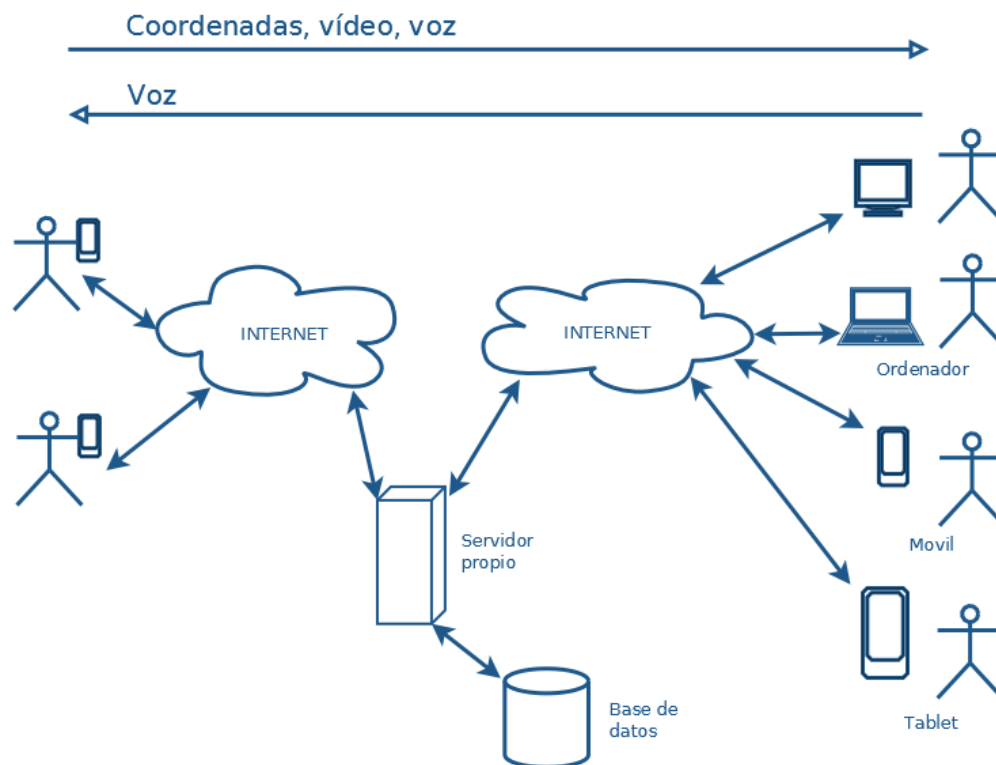 Coordenadas, vídeo, voz
Voz
INTERNET
INTERNET
Ordenador
Servidor
propio
Movil
Base de
datos
Tablet